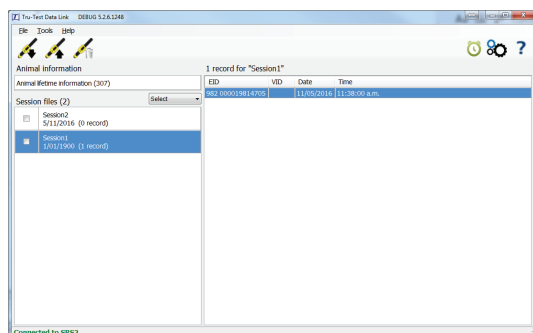 Tru-Test Data Link    DEBUG 5.2.6.1248
File Tools Help
?
Animal information
Animal lifetime information (307)
Session files (2)
Select
Session2
5/11/2016 (0 record)
Session1
1/01/1900 (1 record)
1 record for "Session1"
EID VID Date Time
982 000019814705 11/05/2016 11:38:00 a.m.
Connected to SRS2